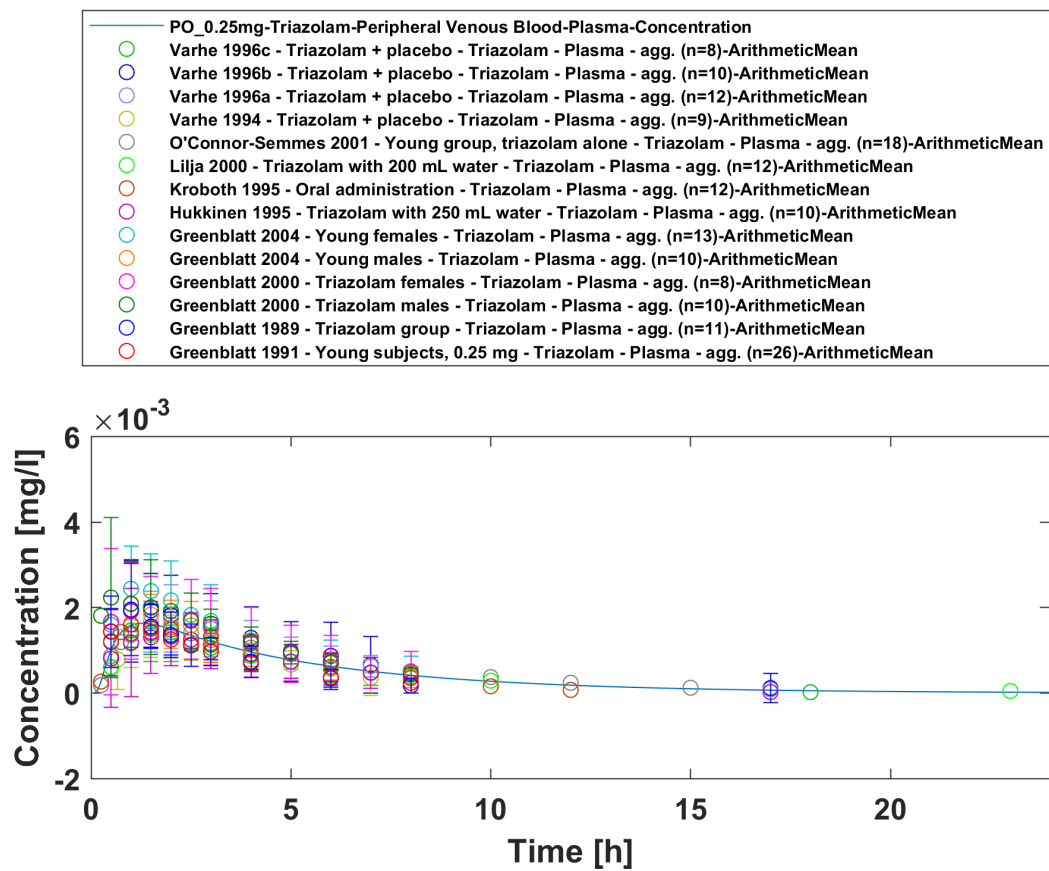 PO_0.25mg-Triazolam-Peripheral Venous Blood-Plasma-Concentration
Varhe 1996c - Triazolam + placebo - Triazolam - Plasma - agg. (n=8)-ArithmeticMean
Varhe 1996b - Triazolam + placebo - Triazolam - Plasma - agg. (n=10)-ArithmeticMean
Varhe 1996a - Triazolam + placebo - Triazolam - Plasma - agg. (n=12)-ArithmeticMean
Varhe 1994 - Triazolam + placebo - Triazolam - Plasma - agg. (n=9)-ArithmeticMean
O'Connor-Semmes 2001 - Young group, triazolam alone - Triazolam - Plasma - agg. (n=18)-ArithmeticMean
Lilja 2000 - Triazolam with 200 mL water - Triazolam - Plasma - agg. (n=12)-ArithmeticMean
Kroboth 1995 - Oral administration - Triazolam - Plasma - agg. (n=12)-ArithmeticMean
Hukkinen 1995 - Triazolam with 250 mL water - Triazolam - Plasma - agg. (n=10)-ArithmeticMean
Greenblatt 2004 - Young females - Triazolam - Plasma - agg. (n=13)-ArithmeticMean
Greenblatt 2004 - Young males - Triazolam - Plasma - agg. (n=10)-ArithmeticMean
Greenblatt 2000 - Triazolam females - Triazolam - Plasma - agg. (n=8)-ArithmeticMean
Greenblatt 2000 - Triazolam males - Triazolam - Plasma - agg. (n=10)-ArithmeticMean
Greenblatt 1989 - Triazolam group - Triazolam - Plasma - agg. (n=11)-ArithmeticMean
Greenblatt 1991 - Young subjects, 0.25 mg - Triazolam - Plasma - agg. (n=26)-ArithmeticMean
×10⁻³
6
4
2
0
-2
Concentration [mg/l]
0 5 10 15 20
Time [h]